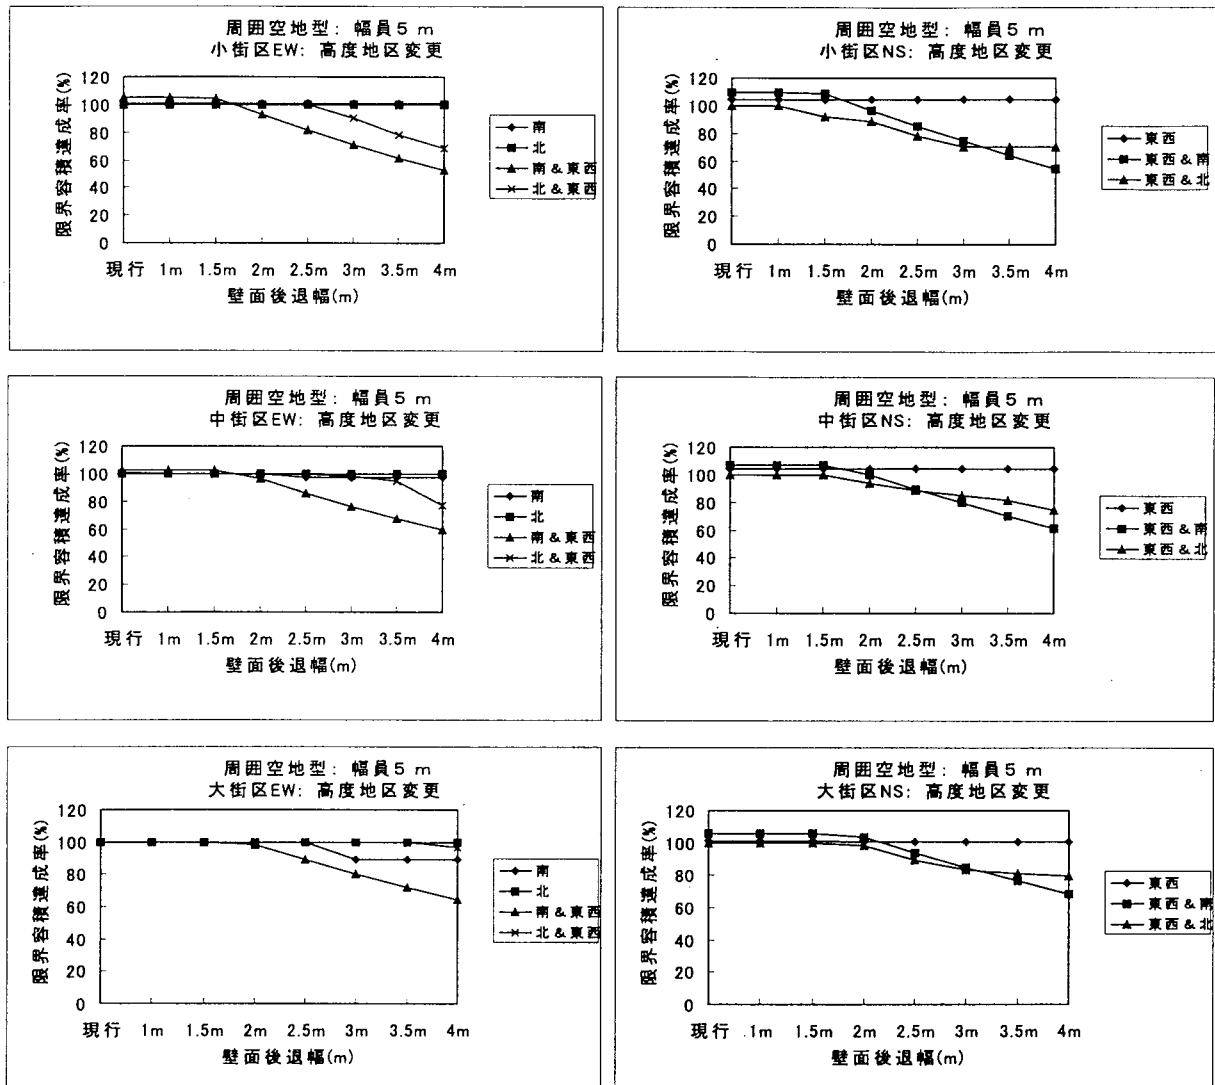 周囲空地型: 幅員5 m
小街区EW: 高度地区変更
限界容積達成率(%)
120
100
80
60
40
20
0
現行 1m 1.5m 2m 2.5m 3m 3.5m 4m
壁面後退幅(m)
南
北
南 & 東西
北 & 東西
周囲空地型: 幅員5 m
小街区NS: 高度地区変更
限界容積達成率(%)
120
100
80
60
40
20
0
現行 1m 1.5m 2m 2.5m 3m 3.5m 4m
壁面後退幅(m)
東西
東西 & 南
東西 & 北
周囲空地型: 幅員5 m
中街区EW: 高度地区変更
限界容積達成率(%)
120
100
80
60
40
20
0
現行 1m 1.5m 2m 2.5m 3m 3.5m 4m
壁面後退幅(m)
南
北
南 & 東西
北 & 東西
周囲空地型: 幅員5 m
中街区NS: 高度地区変更
限界容積達成率(%)
120
100
80
60
40
20
0
現行 1m 1.5m 2m 2.5m 3m 3.5m 4m
壁面後退幅(m)
東西
東西 & 南
東西 & 北
周囲空地型: 幅員5 m
大街区EW: 高度地区変更
限界容積達成率(%)
120
100
80
60
40
20
0
現行 1m 1.5m 2m 2.5m 3m 3.5m 4m
壁面後退幅(m)
南
北
南 & 東西
北 & 東西
周囲空地型: 幅員5 m
大街区NS: 高度地区変更
限界容積達成率(%)
120
100
80
60
40
20
0
現行 1m 1.5m 2m 2.5m 3m 3.5m 4m
壁面後退幅(m)
東西
東西 & 南
東西 & 北